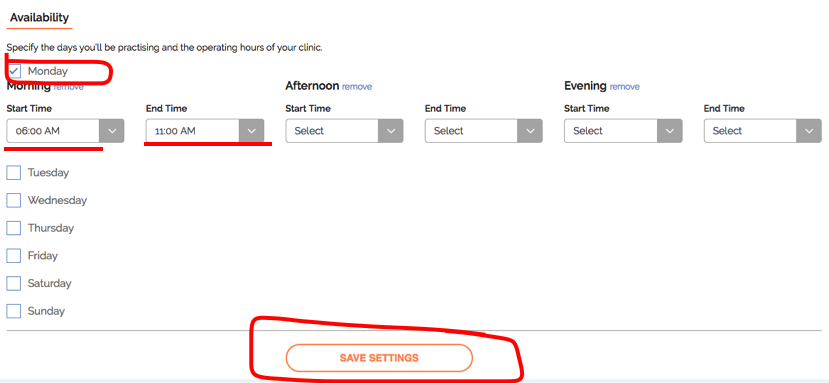 Availability
Specify the days you'll be practising and the operating hours of your clinic.
Monday
Morning remove Afternoon remove Evening remove
Start Time End Time Start Time End Time Start Time End Time
06:00 AM 11:00 AM Select Select Select Select
Tuesday
Wednesday
Thursday
Friday
Saturday
Sunday
SAVE SETTINGS